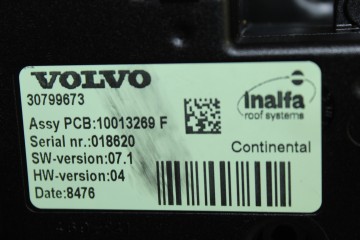 VOLVO
30799673
Assy PCB:10013269 F
Serial nr.:018620
SW-version:07.1
HW-version:04
Date:8476
Inalfa
roof systems
Continental